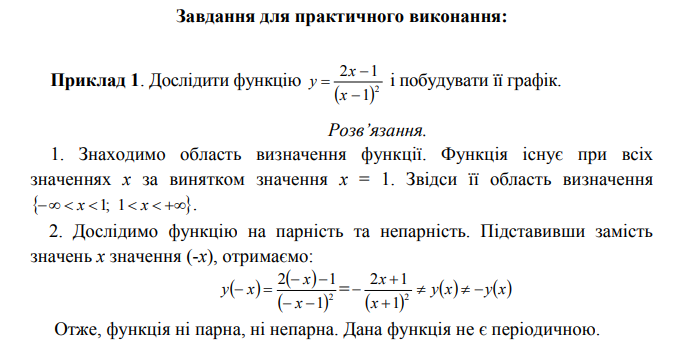 Завдання для практичного виконання:
Приклад 1. Дослідити функцію y = (2x − 1)/(x − 1)² і побудувати її графік.
Розв’язання.
1. Знаходимо область визначення функції. Функція існує при всіх
значеннях x за винятком значення x = 1. Звідси її область визначення
{−∞ < x < 1; 1 < x < +∞}.
2. Дослідимо функцію на парність та непарність. Підставивши замість
значень x значення (-x), отримаємо:
y(− x) = (2(− x) − 1)/(− x − 1)² = − (2x + 1)/(x + 1)² ≠ y(x) ≠ −y(x)
Отже, функція ні парна, ні непарна. Дана функція не є періодичною.